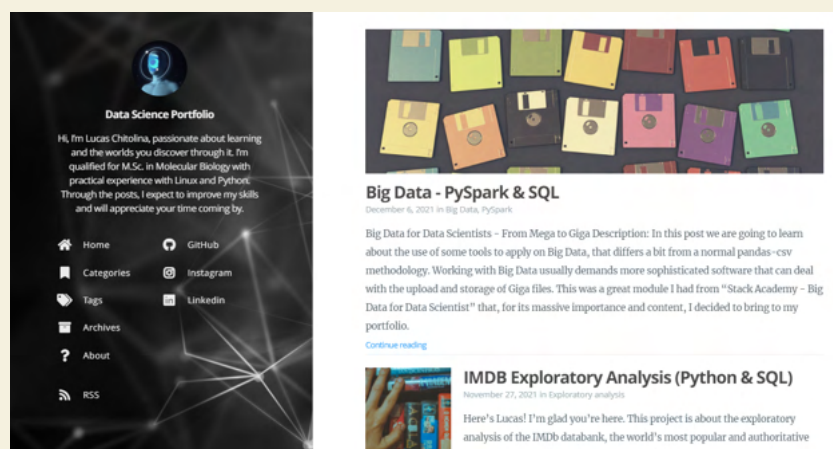 Data Science Portfolio
Hi, I'm Lucas Chitolina, passionate about learning
and the worlds you discover through it. I'm
qualified for M.Sc. in Molecular Biology with
practical experience with Linux and Python.
Through the posts, I expect to improve my skills
and will appreciate your time coming by.
Home
GitHub
Categories
Instagram
Tags
Linkedin
Archives
About
RSS
Big Data - PySpark & SQL
December 6, 2021 in Big Data, PySpark
Big Data for Data Scientists - From Mega to Giga Description: In this post we are going to learn
about the use of some tools to apply on Big Data, that differs a bit from a normal pandas-csv
methodology. Working with Big Data usually demands more sophisticated software that can deal
with the upload and storage of Giga files. This was a great module I had from “Stack Academy - Big
Data for Data Scientist” that, for its massive importance and content, I decided to bring to my
portfolio.
Continue reading
IMDB Exploratory Analysis (Python & SQL)
November 27, 2021 in Exploratory analysis
Here's Lucas! I'm glad you're here. This project is about the exploratory
analysis of the IMDb databank, the world's most popular and authoritative